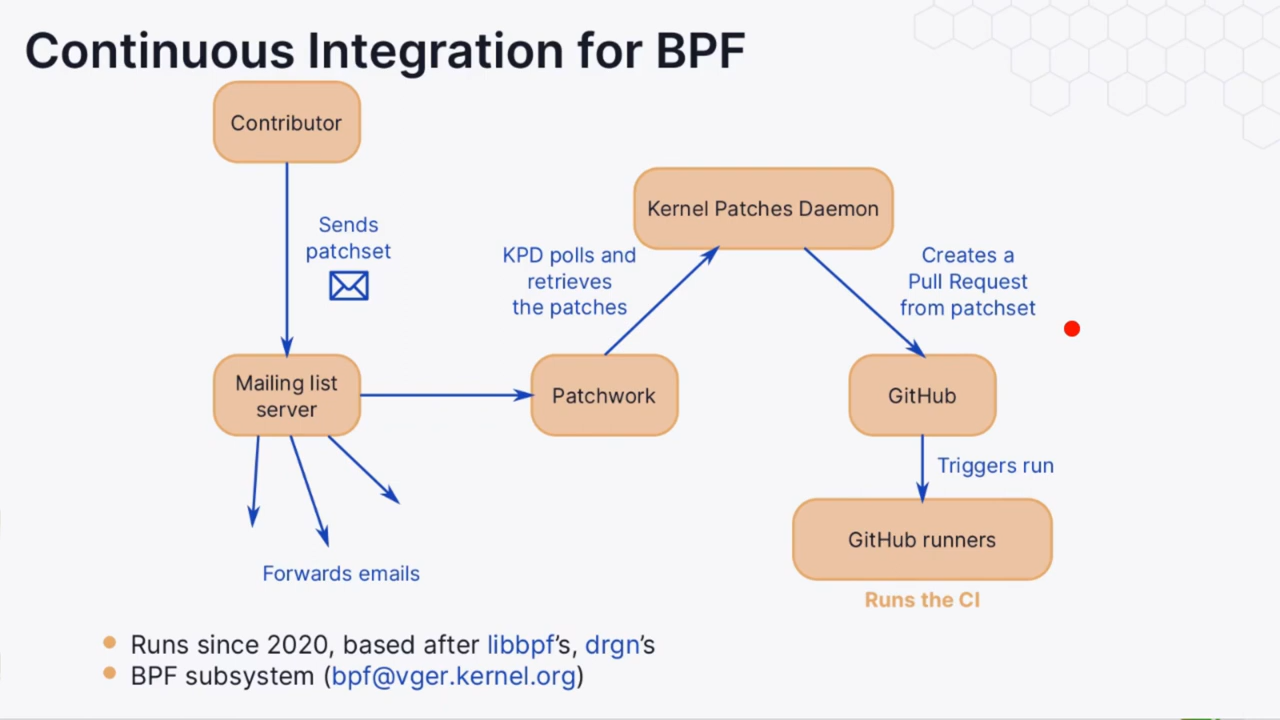 Continuous Integration for BPF
Contributor
Sends
patchset
Kernel Patches Daemon
KPD polls and
retrieves
the patches
Creates a
Pull Request
from patchset
Mailing list
server
Patchwork
GitHub
Triggers run
GitHub runners
Forwards emails
Runs the CI
Runs since 2020, based after libbpf's, drgn's
BPF subsystem (bpf@vger.kernel.org)